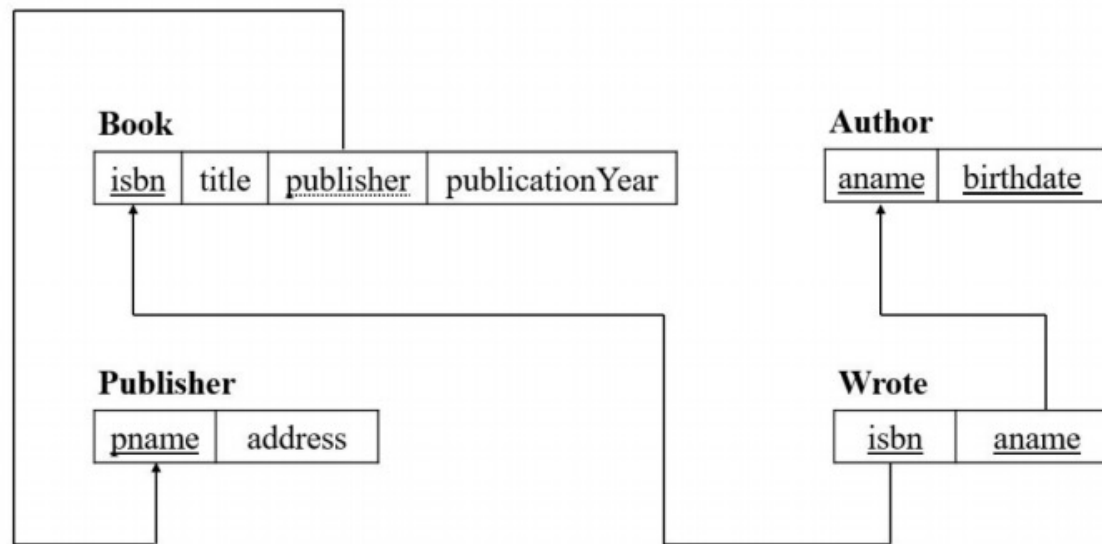 Book
Author
isbn title publisher publicationYear
aname birthdate
Publisher
Wrote
pname address
isbn aname